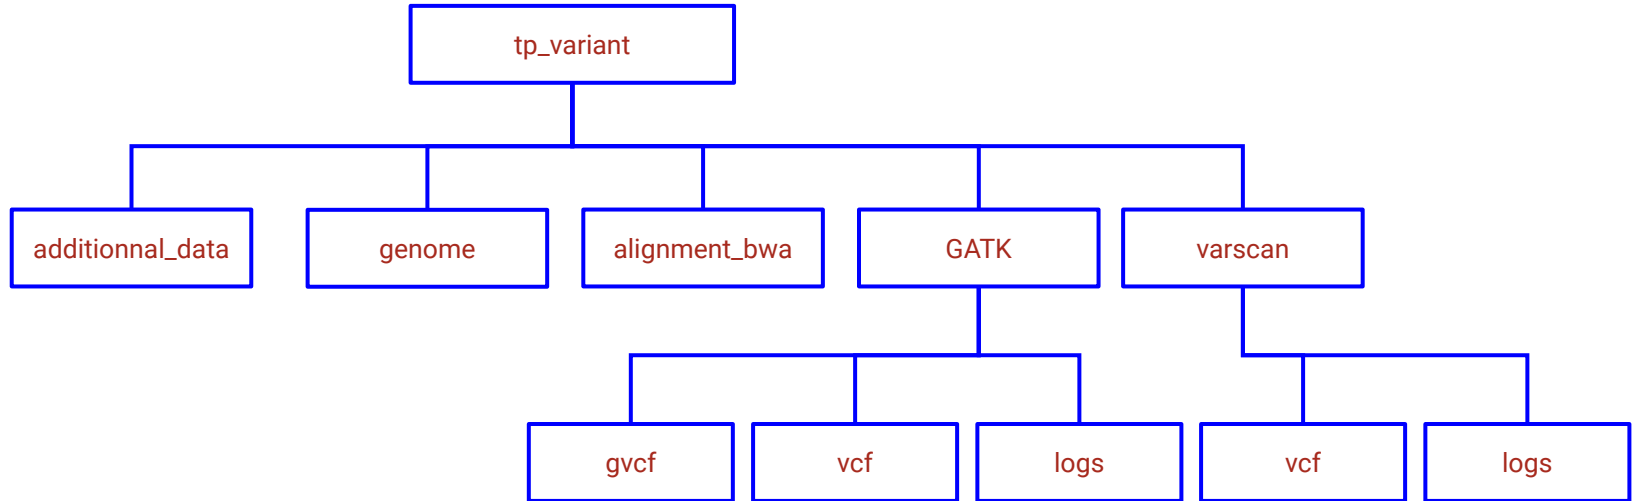 tp_variant
additionnal_data
genome
alignment_bwa
GATK
varscan
gvcf
vcf
logs
vcf
logs